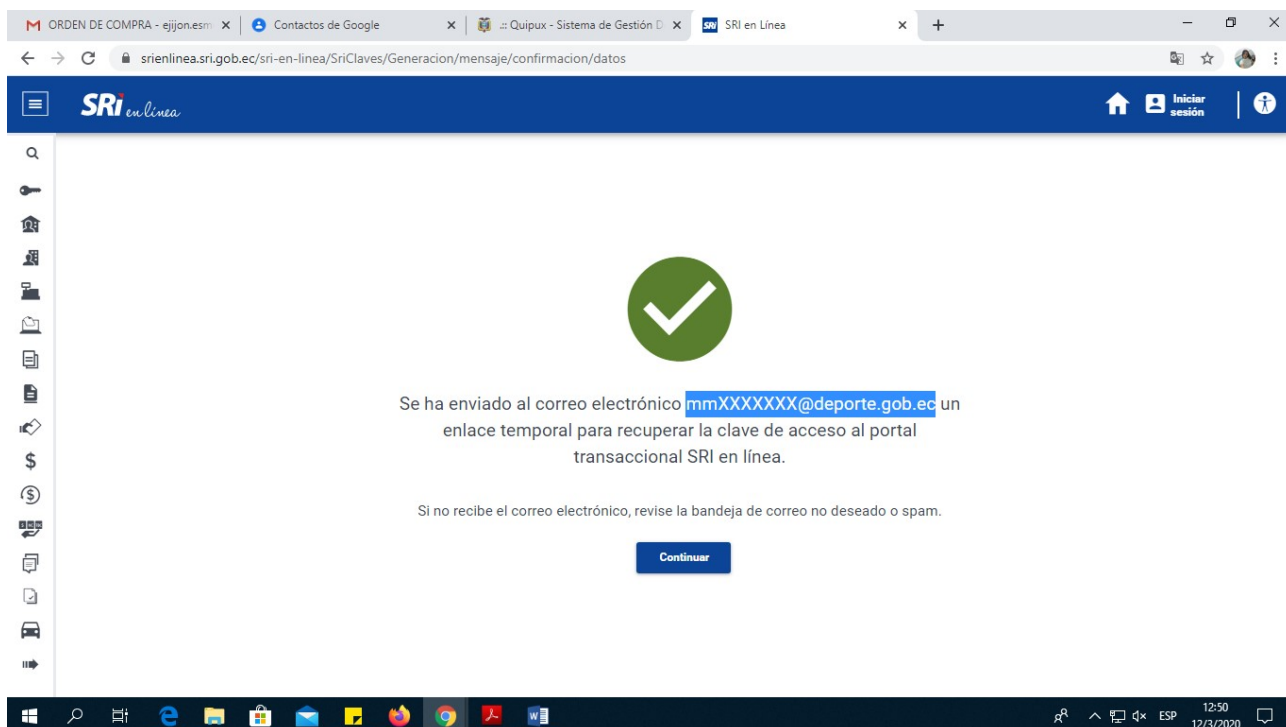 ORDEN DE COMPRA - ejijon.esm
Contactos de Google
.:: Quipux - Sistema de Gestión D
SRi SRI en Línea
srienlinea.sri.gob.ec/sri-en-linea/SriClaves/Generacion/mensaje/confirmacion/datos
SRi en línea
Iniciar
sesión
Se ha enviado al correo electrónico mmXXXXXXX@deporte.gob.ec un
enlace temporal para recuperar la clave de acceso al portal
transaccional SRI en línea.
Si no recibe el correo electrónico, revise la bandeja de correo no deseado o spam.
Continuar
ESP
12:50
12/3/2020